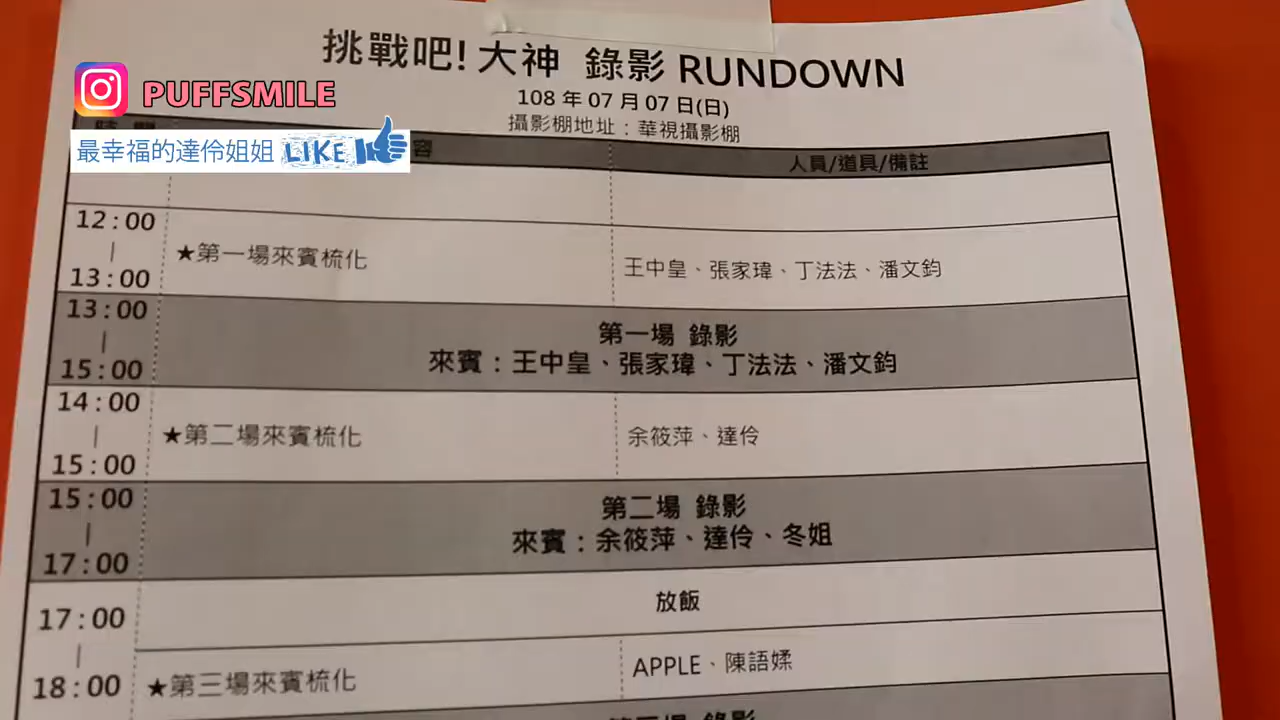 挑戰吧! 大神 錄影 RUNDOWN
108 年 07 月 07 日(日)
攝影棚地址：華視攝影棚
PUFFSMILE
最幸福的達伶姐姐 LIKE
容 人員/道具/備註
12:00
|
13:00
★第一場來賓梳化
王中皇、張家瑋、丁法法、潘文鈞
13:00
|
15:00
第一場 錄影
來賓：王中皇、張家瑋、丁法法、潘文鈞
14:00
|
15:00
★第二場來賓梳化
余筱萍、達伶
15:00
|
17:00
第二場 錄影
來賓：余筱萍、達伶、冬姐
17:00
|
18:00
放飯
★第三場來賓梳化
APPLE、陳語媃